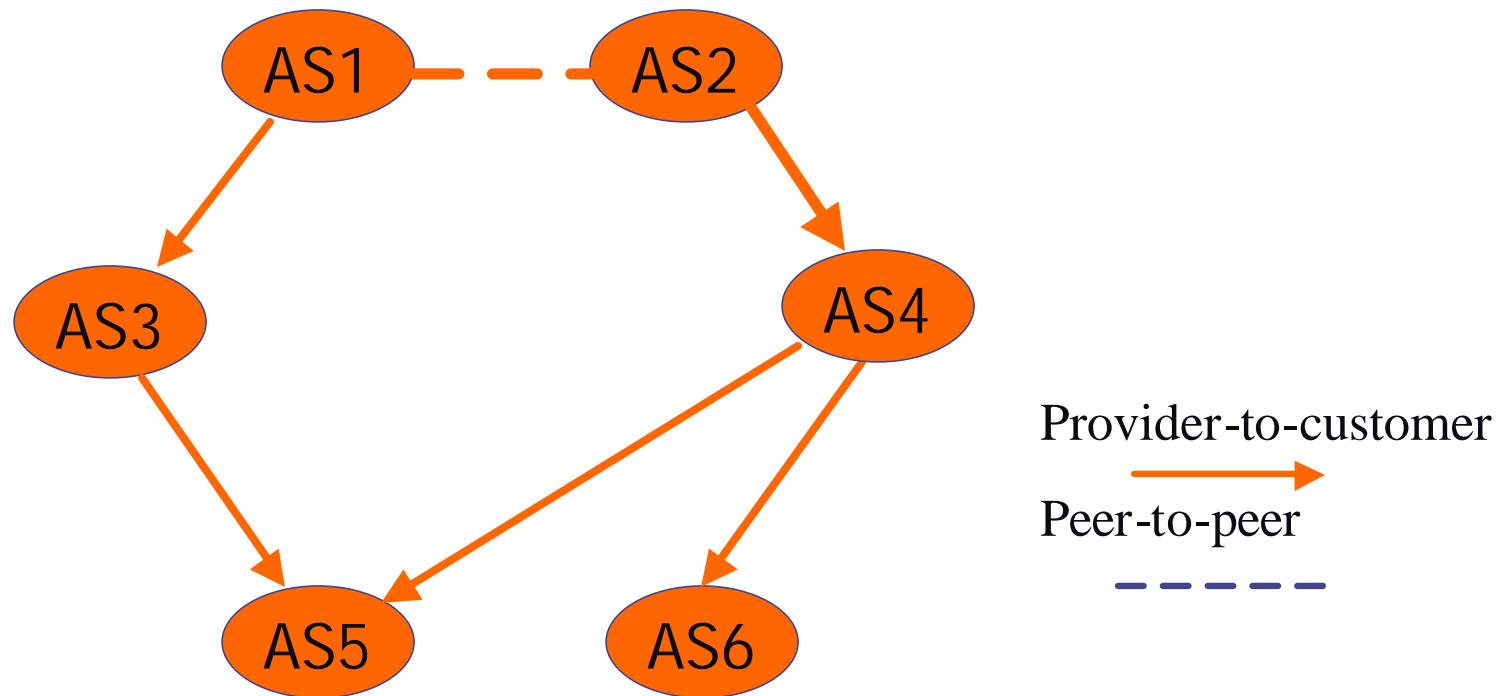 AS1
AS2
AS3
AS4
Provider-to-customer
Peer-to-peer
AS5
AS6